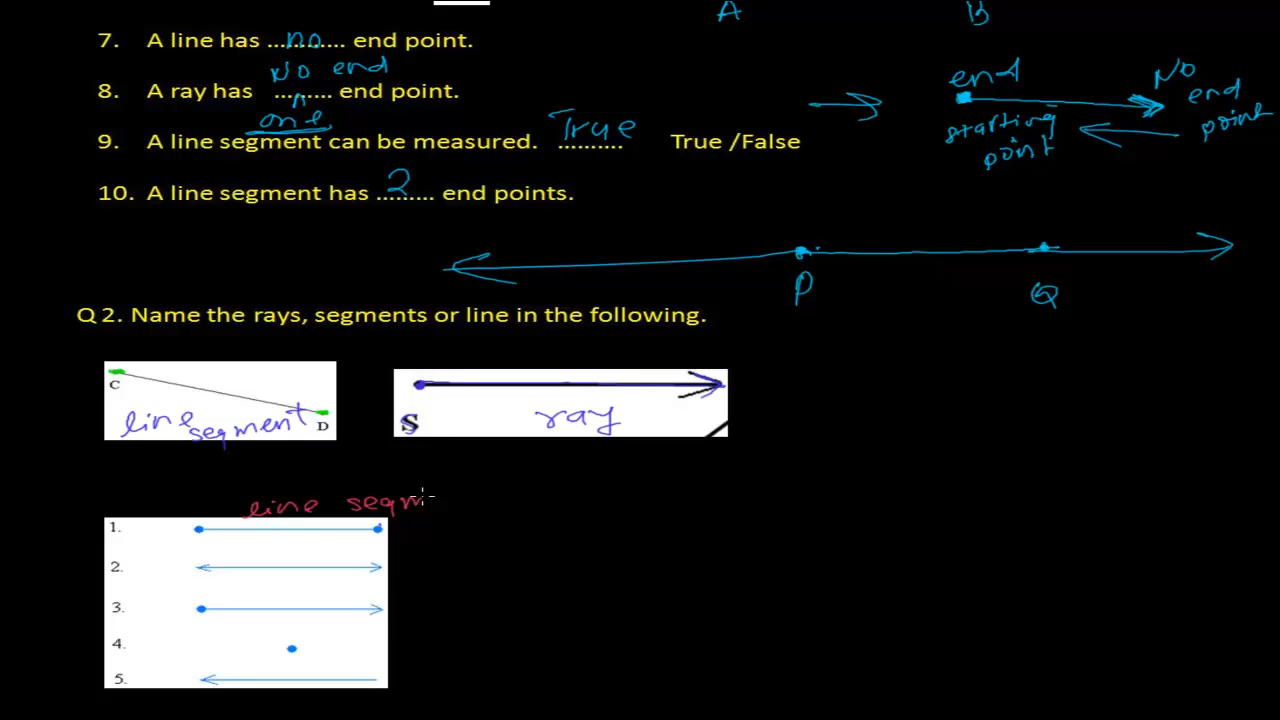 A B
7. A line has ...no... end point.
No end
8. A ray has ......... end point.
one
9. A line segment can be measured. True ......... True /False
10. A line segment has ..2.. end points.
end
starting point
No end point
P Q
Q 2. Name the rays, segments or line in the following.
C
line segment D
S ray
line segm
1.
2.
3.
4.
5.